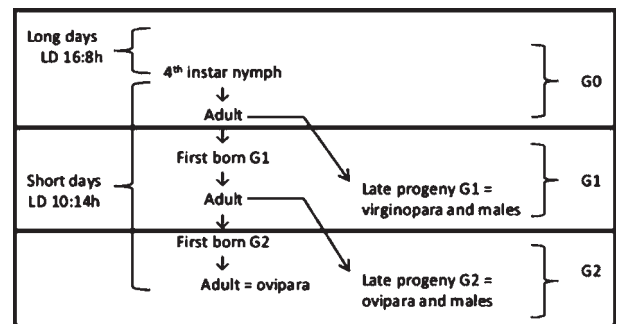 Long days
LD 16:8h
4th instar nymph
G0
Adult
First born G1
Short days
LD 10:14h
Adult
Late progeny G1 =
virginopara and males
G1
First born G2
Adult = ovipara
Late progeny G2 =
ovipara and males
G2